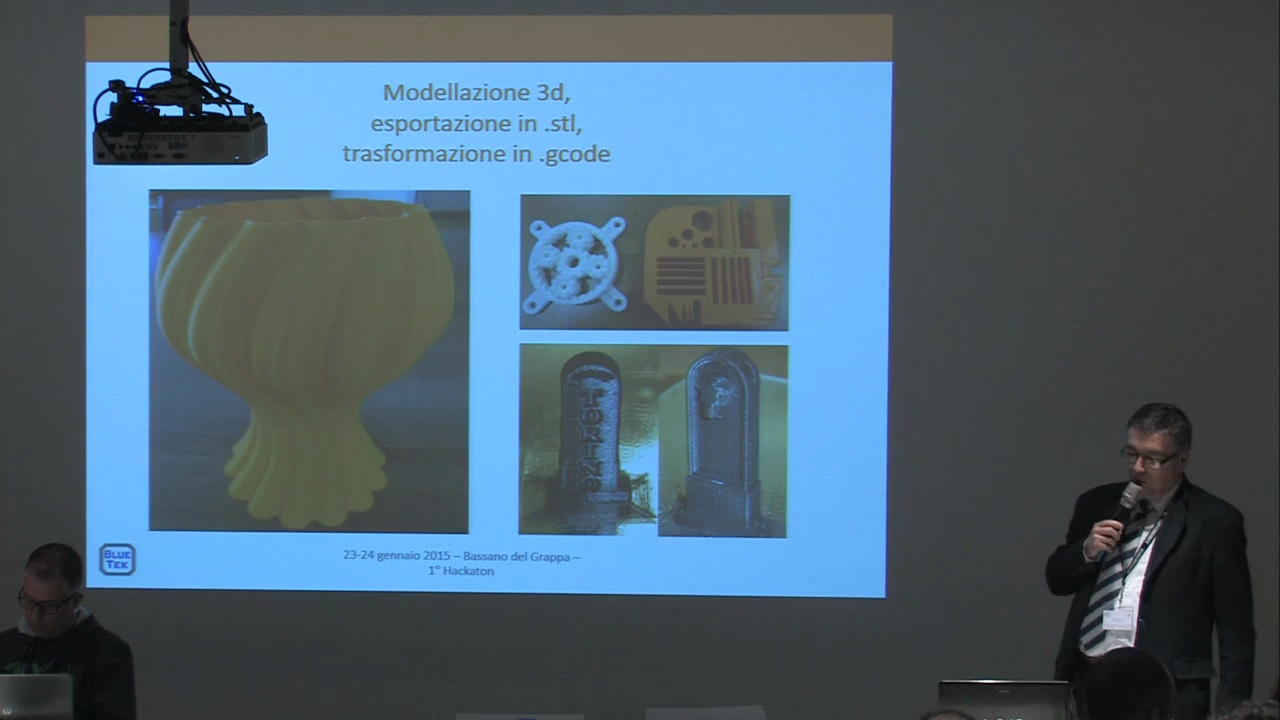 Modellazione 3d,
esportazione in .stl,
trasformazione in .gcode
BLUE
TEK
23-24 gennaio 2015 – Bassano del Grappa –
1° Hackaton